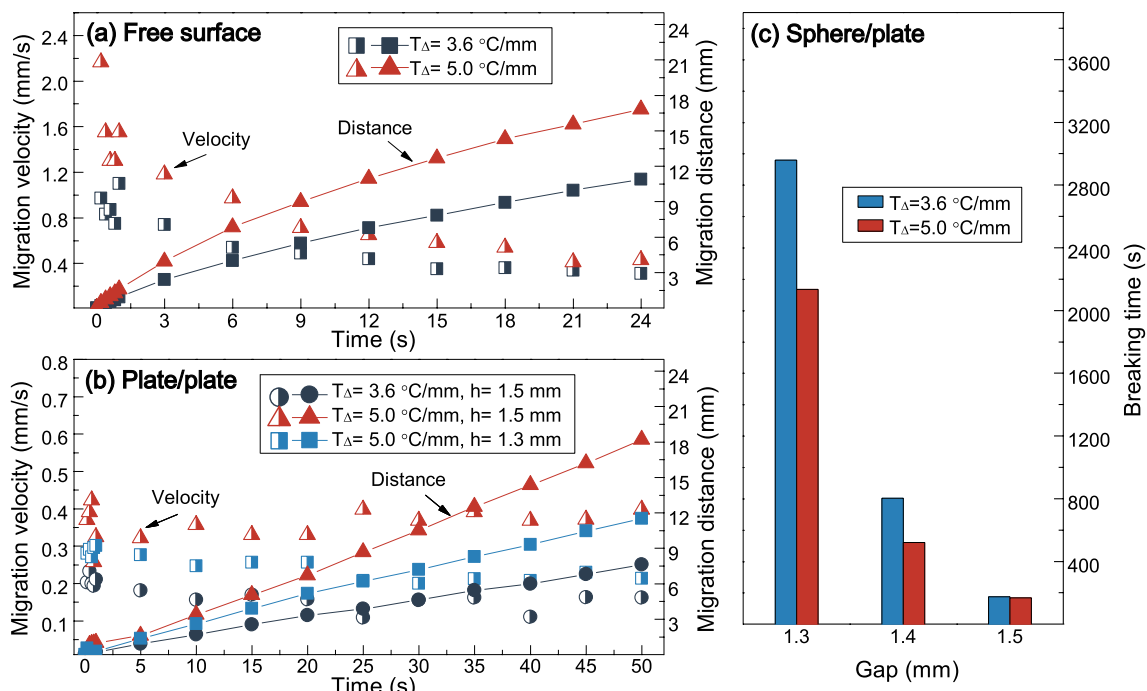 (a) Free surface
T∆= 3.6 °C/mm
T∆= 5.0 °C/mm
Velocity
Distance
Migration velocity (mm/s)
2.4
2.0
1.6
1.2
0.8
0.4
Migration distance (mm)
24
21
18
15
12
9
6
3
0 3 6 9 12 15 18 21 24
Time (s)
(b) Plate/plate
T∆= 3.6 °C/mm, h= 1.5 mm
T∆= 5.0 °C/mm, h= 1.5 mm
T∆= 5.0 °C/mm, h= 1.3 mm
Velocity
Distance
Migration velocity (mm/s)
0.8
0.7
0.6
0.5
0.4
0.3
0.2
0.1
Migration distance (mm)
24
21
18
15
12
9
6
3
0
0 5 10 15 20 25 30 35 40 45 50
Time (s)
(c) Sphere/plate
T∆=3.6 °C/mm
T∆=5.0 °C/mm
3600
3200
2800
2400
2000
1600
1200
800
400
Breaking time (s)
1.3 1.4 1.5
Gap (mm)